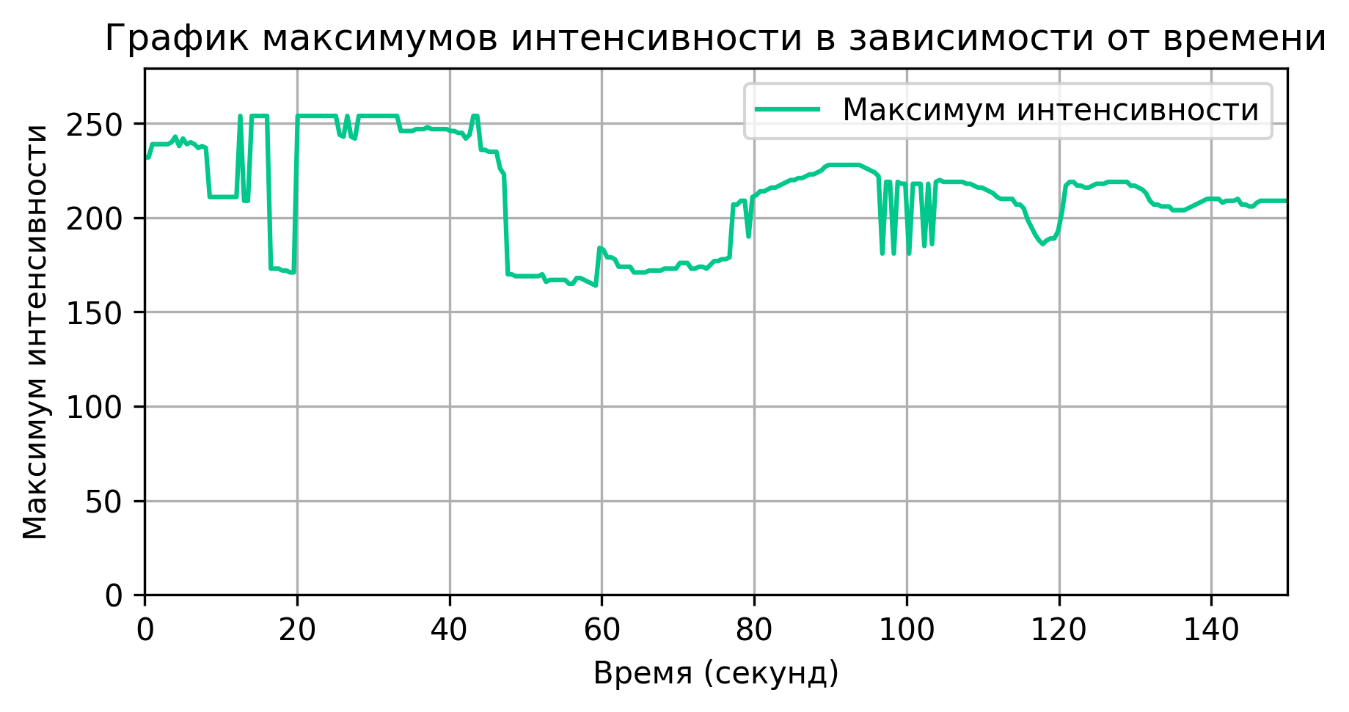 График максимумов интенсивности в зависимости от времени
Максимум интенсивности
Максимум интенсивности
250
200
150
100
50
0
0 20 40 60 80 100 120 140
Время (секунд)